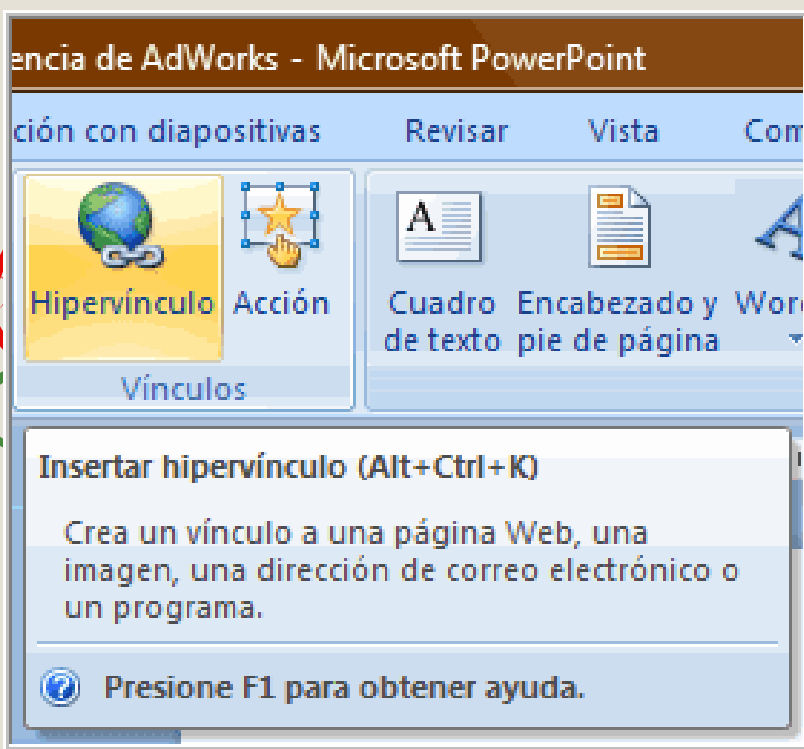 encia de AdWorks - Microsoft PowerPoint
ción con diapositivas Revisar Vista Com
Hipervínculo Acción Cuadro de texto Encabezado y pie de página Wor
Vínculos
Insertar hipervínculo (Alt+Ctrl+K)
Crea un vínculo a una página Web, una
imagen, una dirección de correo electrónico o
un programa.
Presione F1 para obtener ayuda.